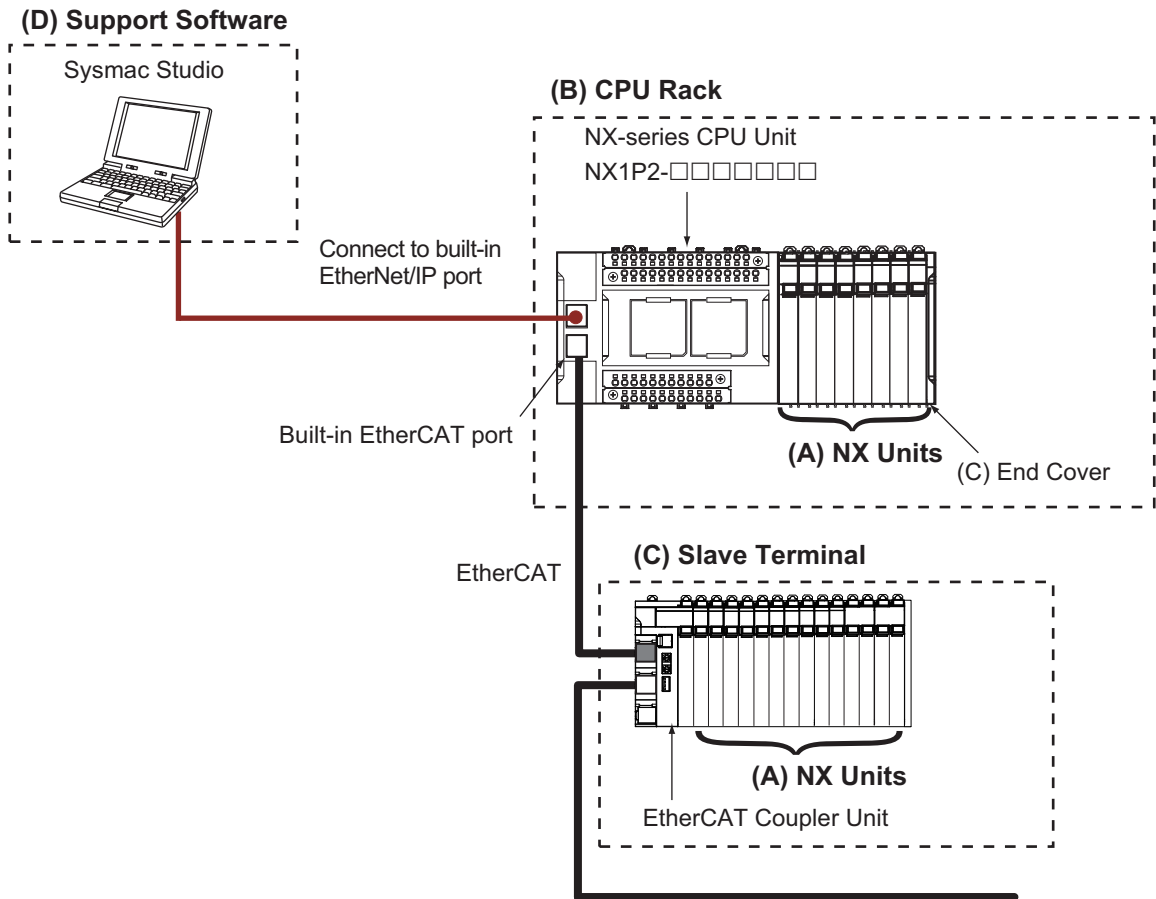 (D) Support Software
Sysmac Studio
(B) CPU Rack
NX-series CPU Unit
NX1P2-□□□□□□□
Connect to built-in
EtherNet/IP port
Built-in EtherCAT port
(A) NX Units
(C) End Cover
EtherCAT
(C) Slave Terminal
(A) NX Units
EtherCAT Coupler Unit